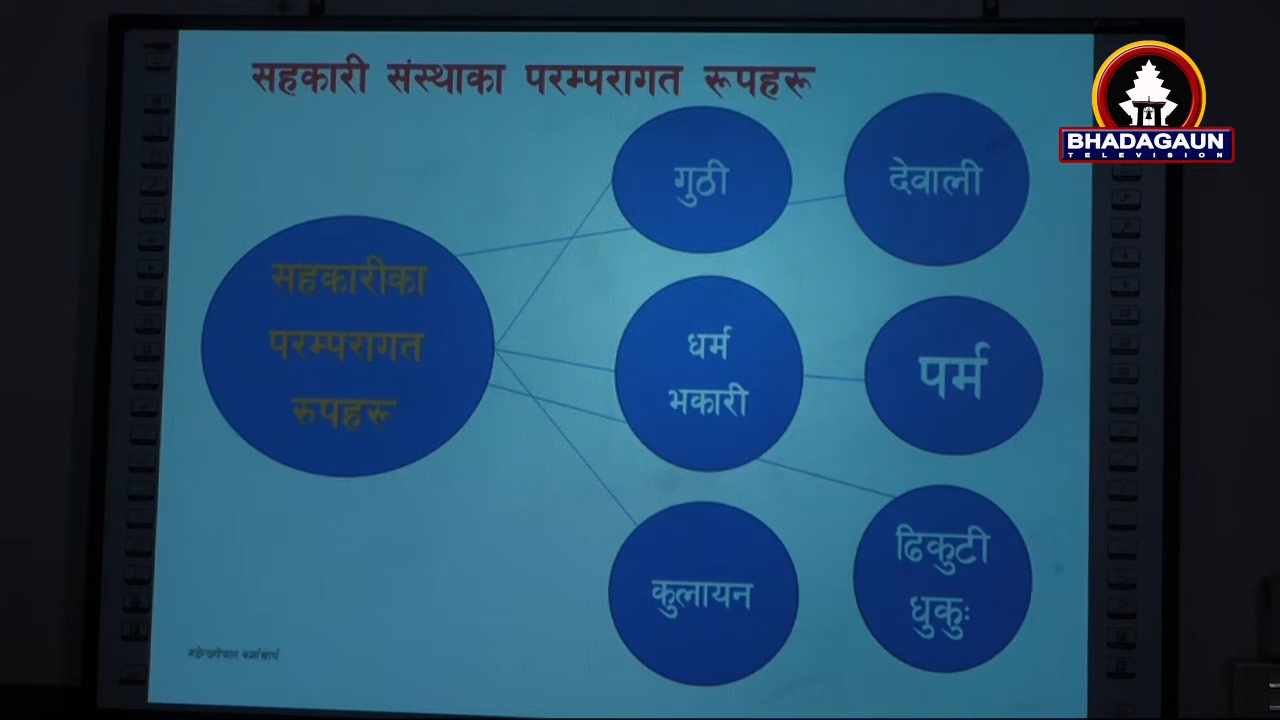 सहकारी संस्थाका परम्परागत रूपहरू
BHADAGAUN
TELEVISION
सहकारीका
परम्परागत
रुपहरू
गुठी
देवाली
धर्म
भकारी
पर्म
कुलायन
ढिकुटी
धुकुः